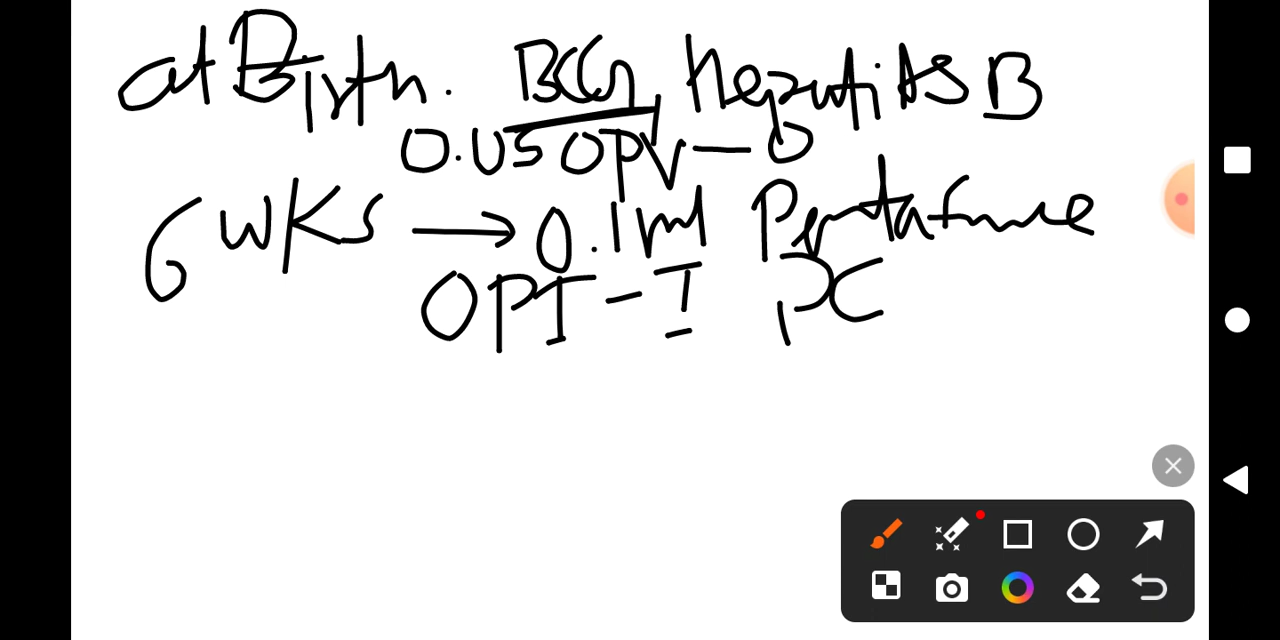 at Birth. BCG, Hepatitis B
0.05 OPV-0
6 WKS → 0.1ml Pentavalent
OPV-I PC